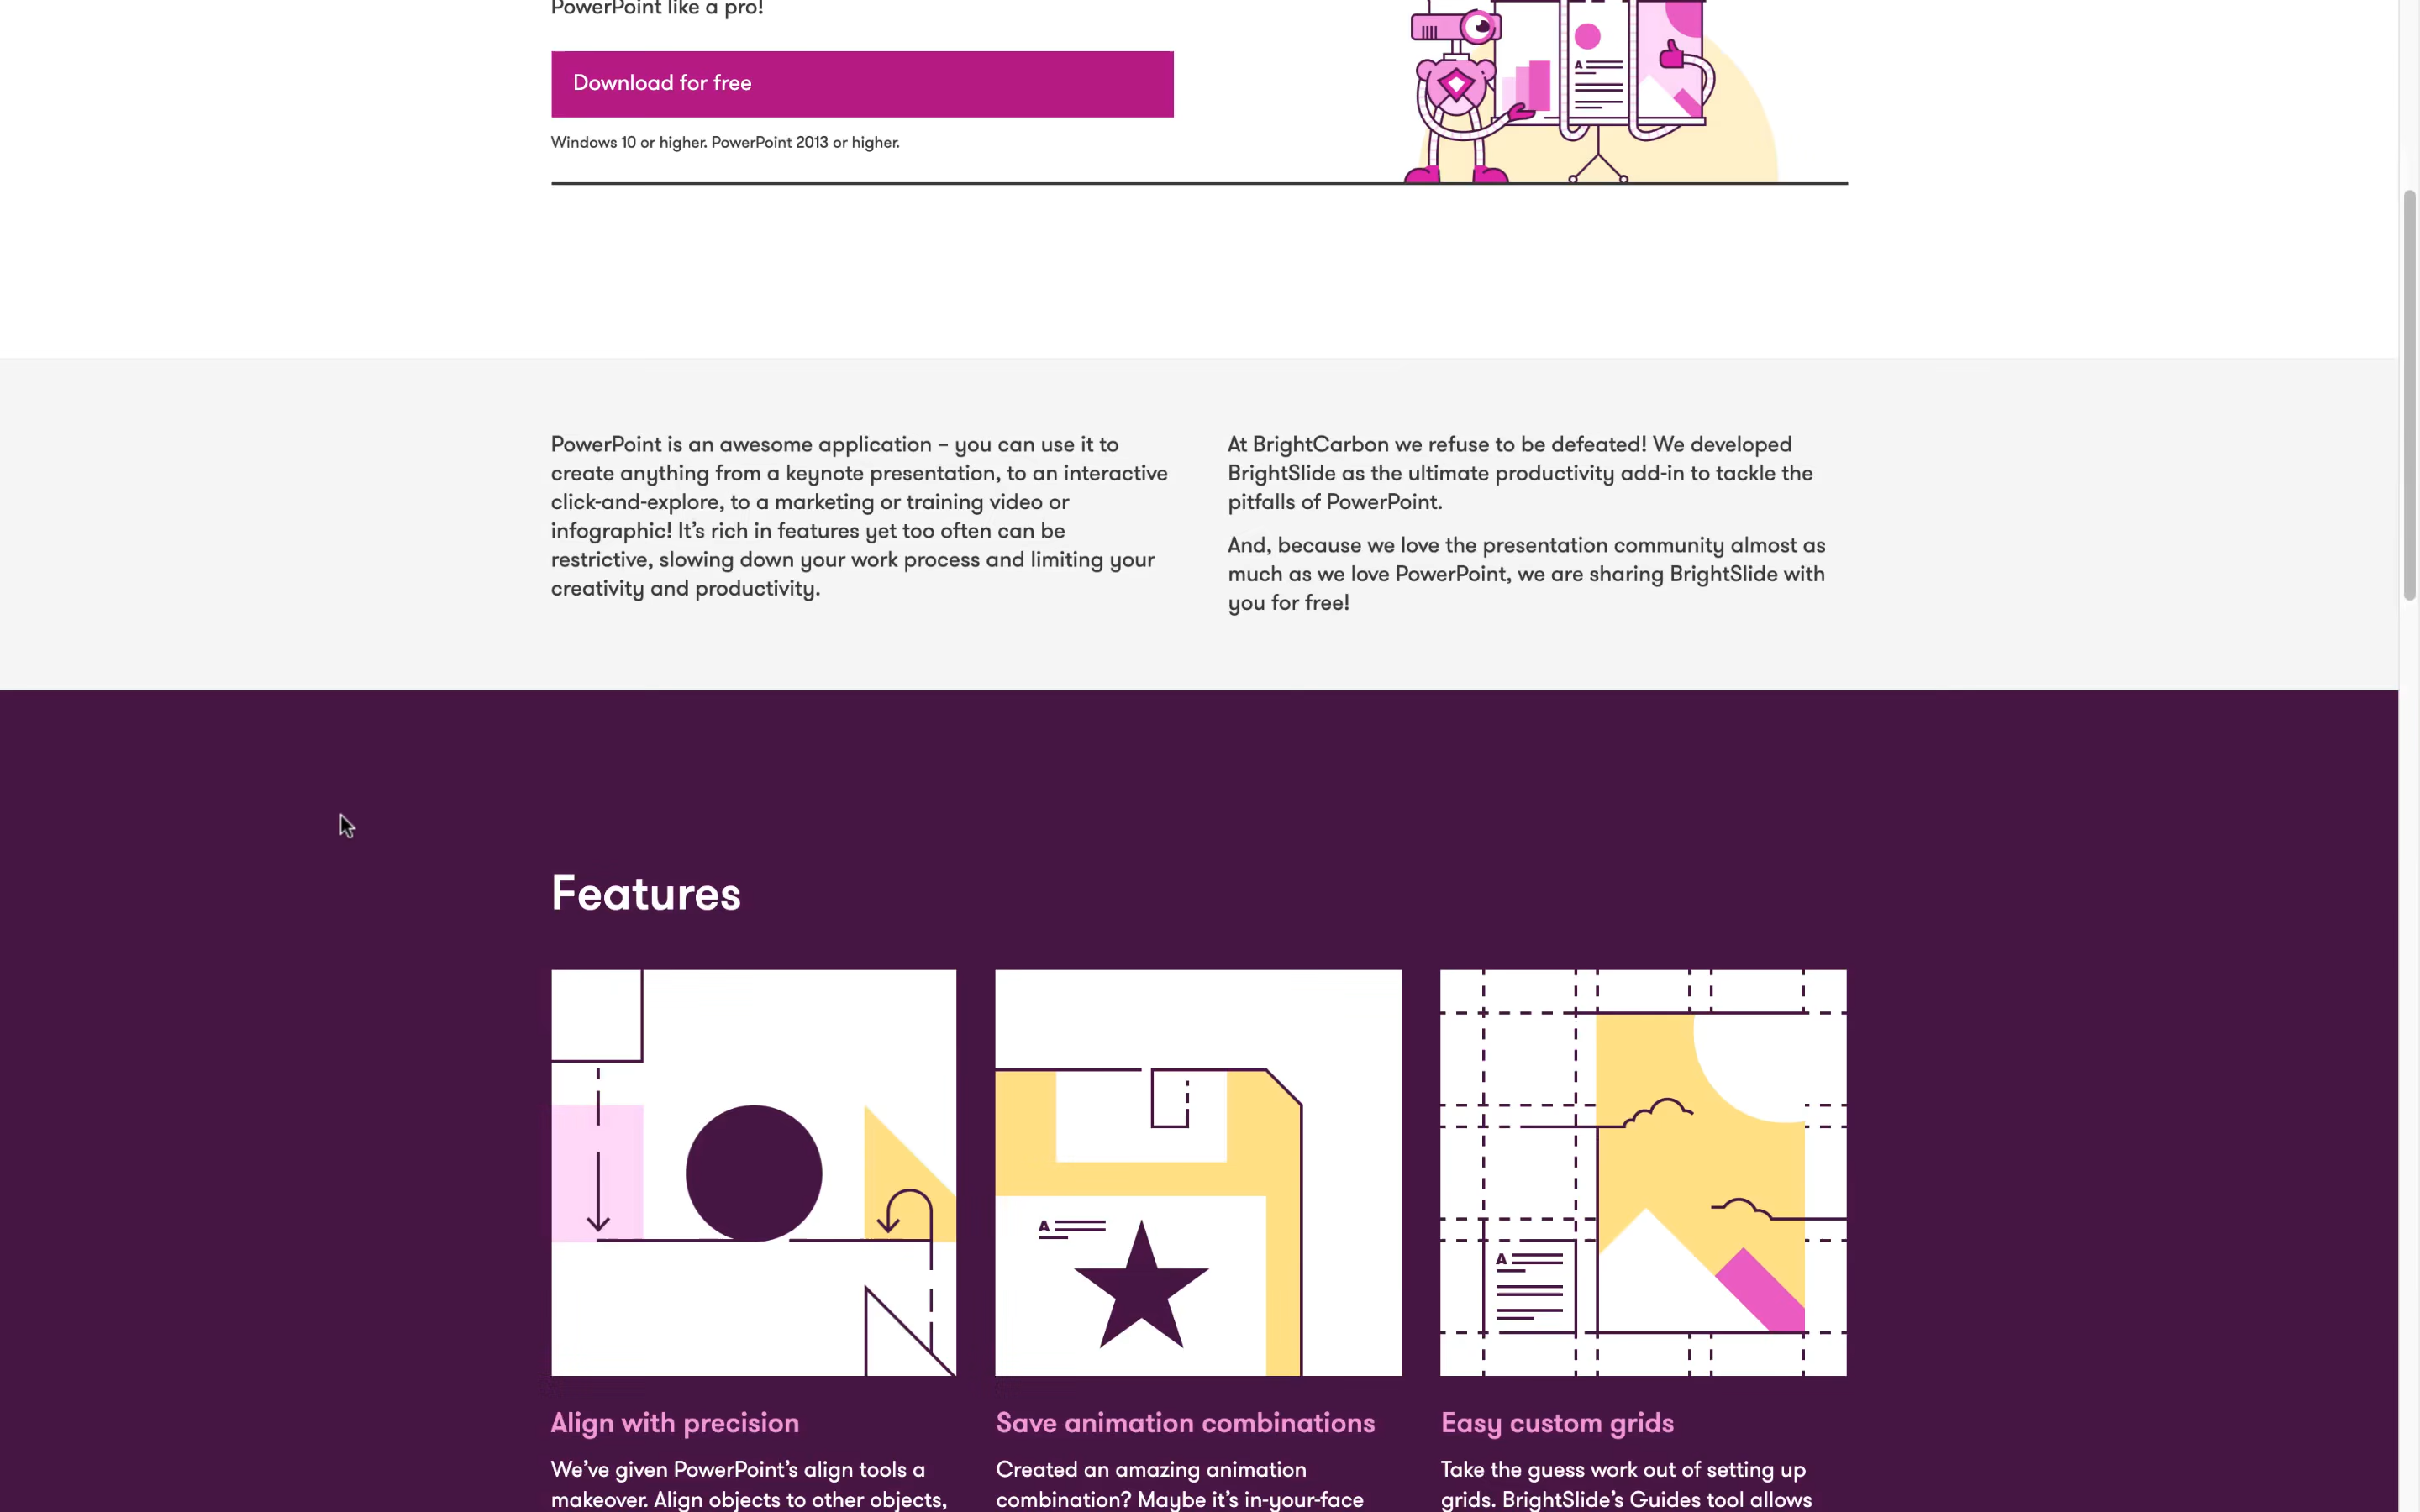 PowerPoint like a pro!
Download for free
Windows 10 or higher. PowerPoint 2013 or higher.
A
PowerPoint is an awesome application – you can use it to
create anything from a keynote presentation, to an interactive
click-and-explore, to a marketing or training video or
infographic! It’s rich in features yet too often can be
restrictive, slowing down your work process and limiting your
creativity and productivity.
At BrightCarbon we refuse to be defeated! We developed
BrightSlide as the ultimate productivity add-in to tackle the
pitfalls of PowerPoint.
And, because we love the presentation community almost as
much as we love PowerPoint, we are sharing BrightSlide with
you for free!
Features
A
A
Align with precision
We’ve given PowerPoint’s align tools a
makeover. Align objects to other objects,
Save animation combinations
Created an amazing animation
combination? Maybe it’s in-your-face
Easy custom grids
Take the guess work out of setting up
grids. BrightSlide’s Guides tool allows